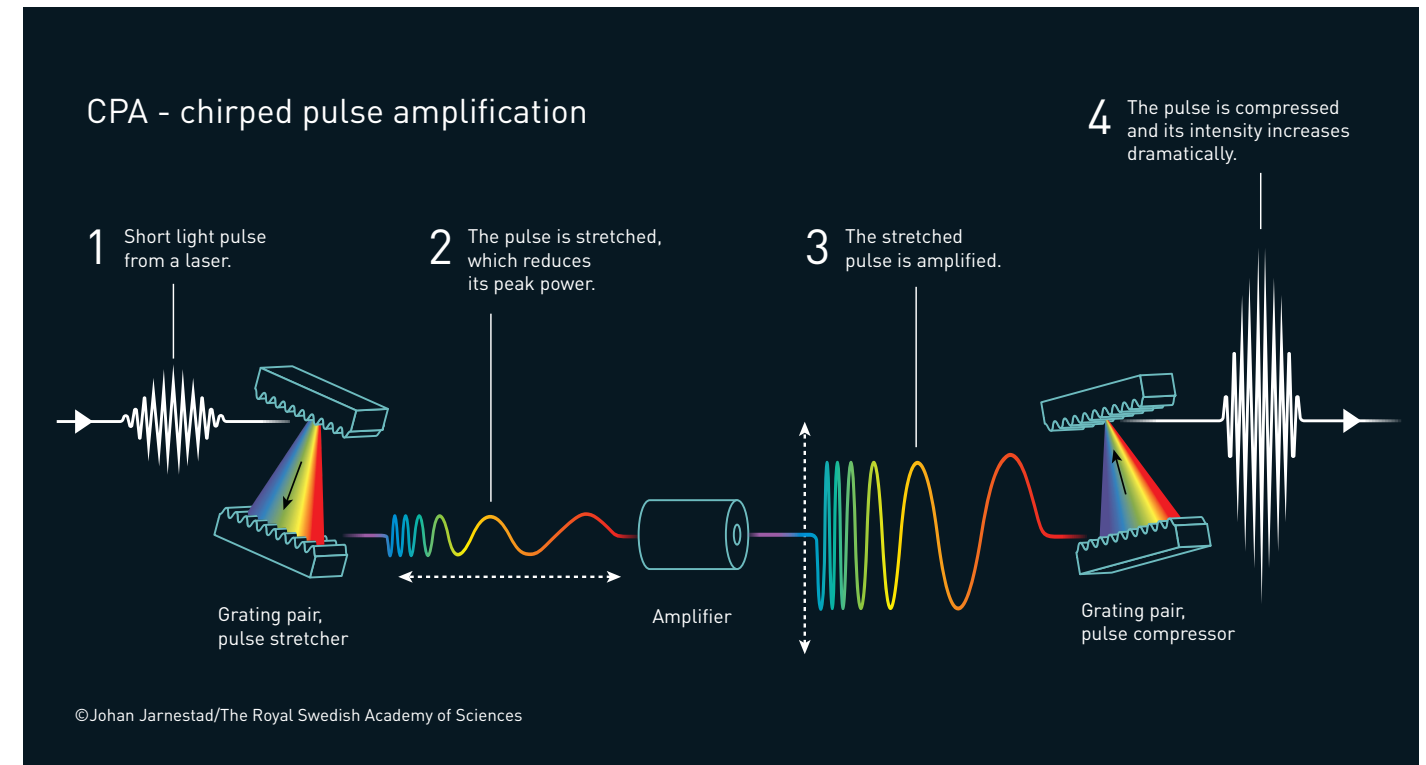 CPA - chirped pulse amplification
1
Short light pulse
from a laser.
2
The pulse is stretched,
which reduces
its peak power.
3
The stretched
pulse is amplified.
4
The pulse is compressed
and its intensity increases
dramatically.
Grating pair,
pulse stretcher
Amplifier
Grating pair,
pulse compressor
©Johan Jarnestad/The Royal Swedish Academy of Sciences